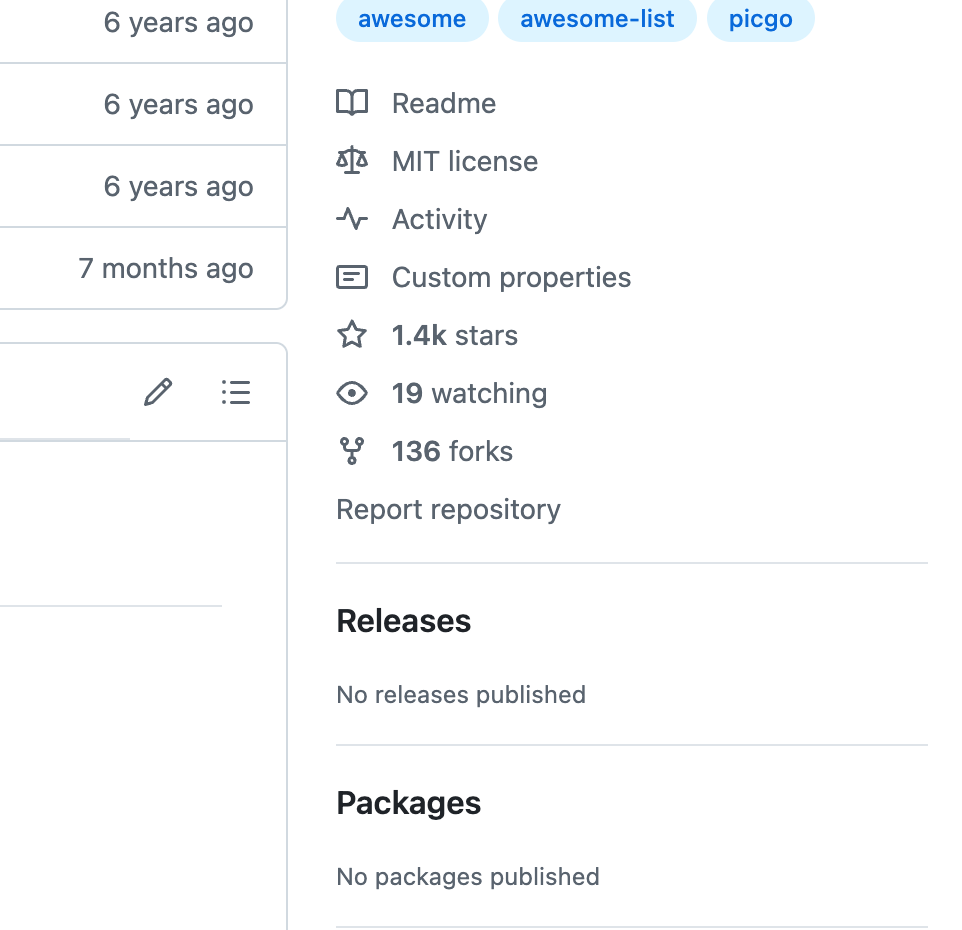 6 years ago
6 years ago
6 years ago
7 months ago
awesome awesome-list picgo
Readme
MIT license
Activity
Custom properties
1.4k stars
19 watching
136 forks
Report repository
Releases
No releases published
Packages
No packages published